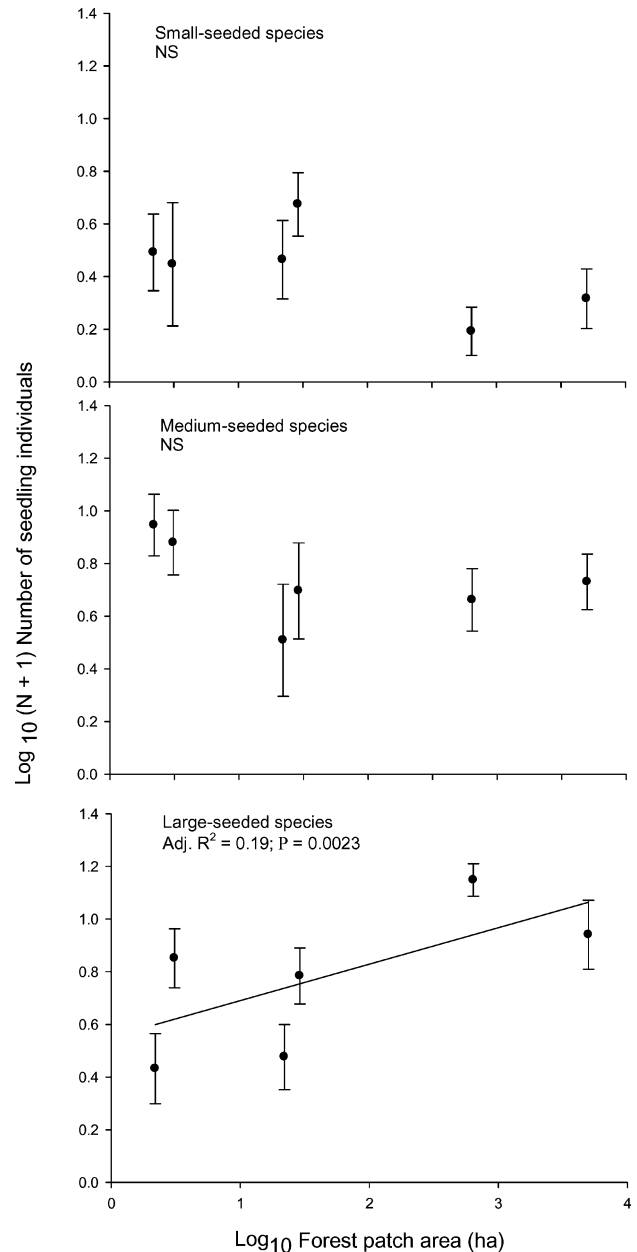 Small-seeded species
NS
1.4
1.2
1.0
0.8
0.6
0.4
0.2
0.0
Medium-seeded species
NS
1.4
1.2
1.0
0.8
0.6
0.4
0.2
0.0
Large-seeded species
Adj. R² = 0.19; P = 0.0023
1.4
1.2
1.0
0.8
0.6
0.4
0.2
0.0
0 1 2 3 4
Log₁₀ Forest patch area (ha)
Log ₁₀ (N + 1) Number of seedling individuals